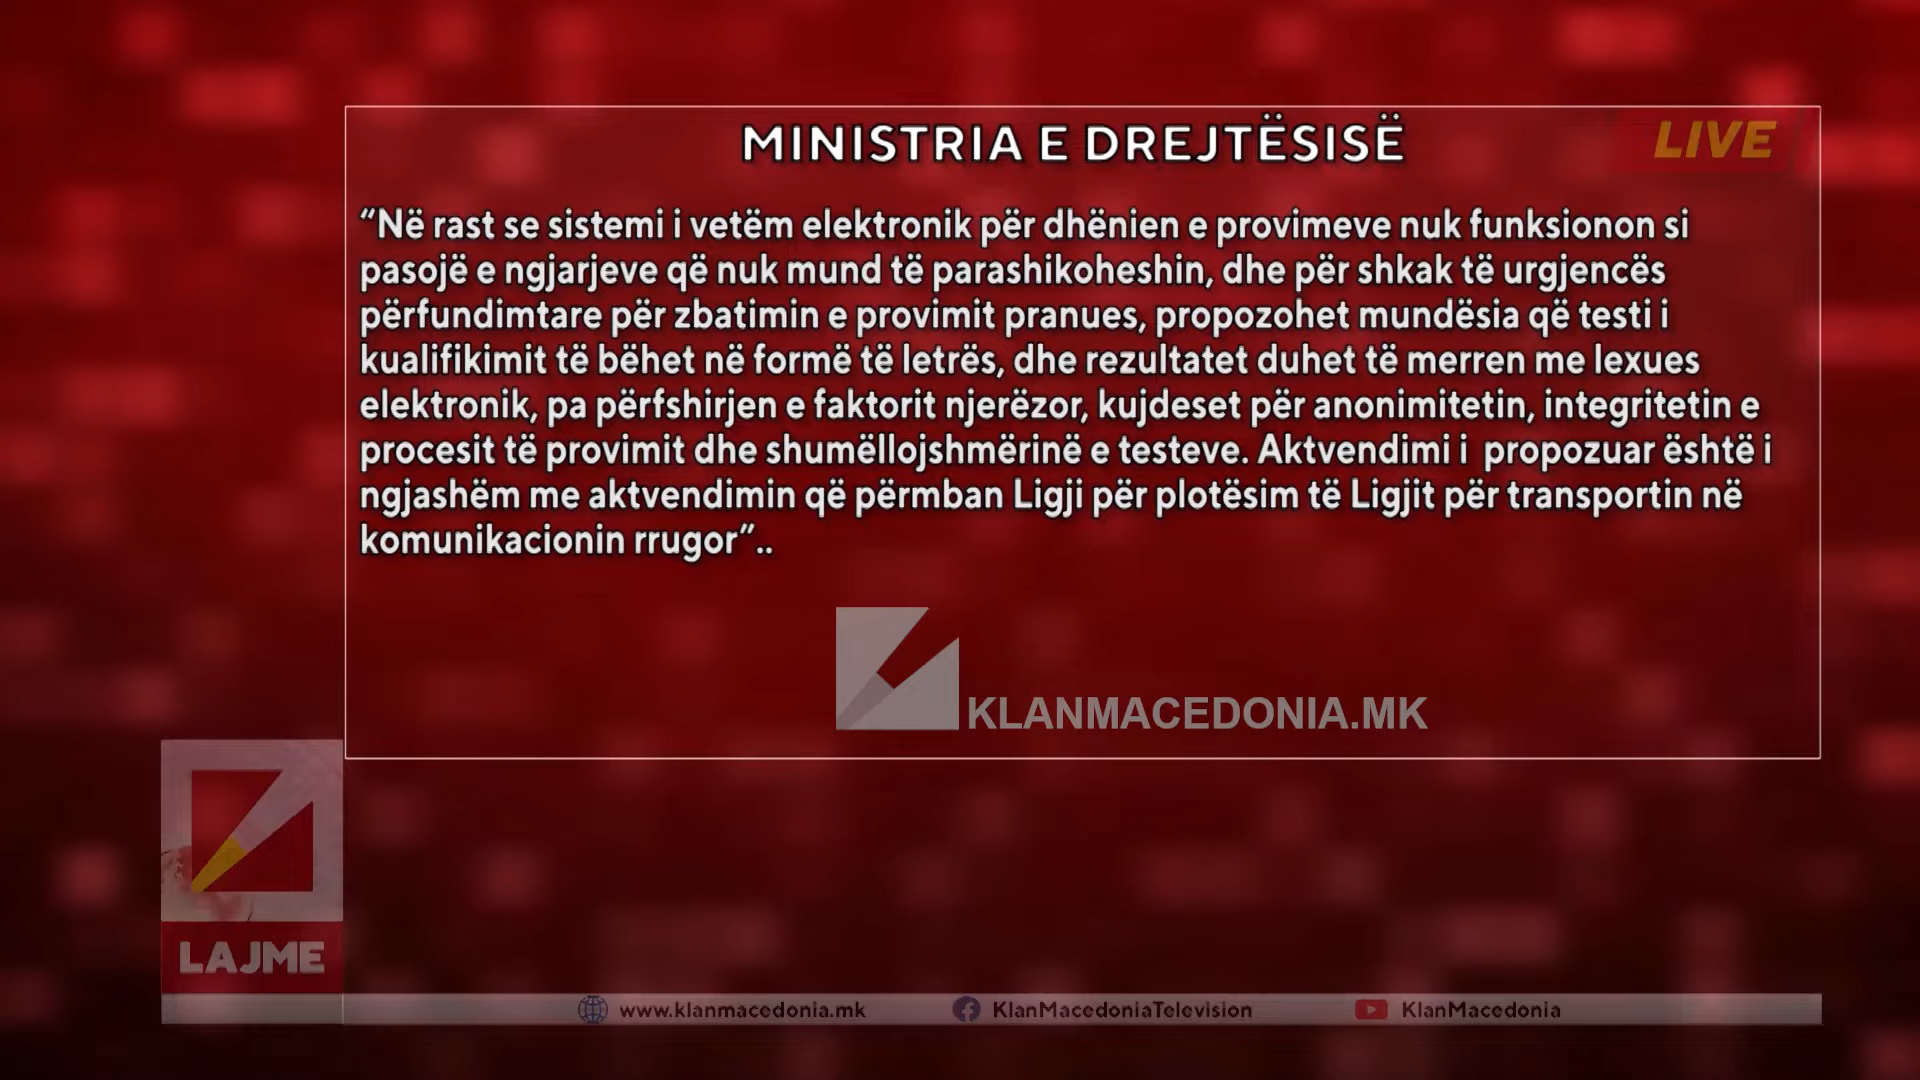 MINISTRIA E DREJTËSISË
LIVE
“Në rast se sistemi i vetëm elektronik për dhënien e provimeve nuk funksionon si
pasojë e ngjarjeve që nuk mund të parashikoheshin, dhe për shkak të urgjencës
përfundimtare për zbatimin e provimit pranues, propozohet mundësia që testi i
kualifikimit të bëhet në formë të letrës, dhe rezultatet duhet të merren me lexues
elektronik, pa përfshirjen e faktorit njerëzor, kujdeset për anonimitetin, integritetin e
procesit të provimit dhe shumëllojshmërinë e testeve. Aktvendimi i  propozuar është i
ngjashëm me aktvendimin që përmban Ligji për plotësim të Ligjit për transportin në
komunikacionin rrugor”..
KLANMACEDONIA.MK
LAJME
www.klanmacedonia.mk KlanMacedoniaTelevision KlanMacedonia